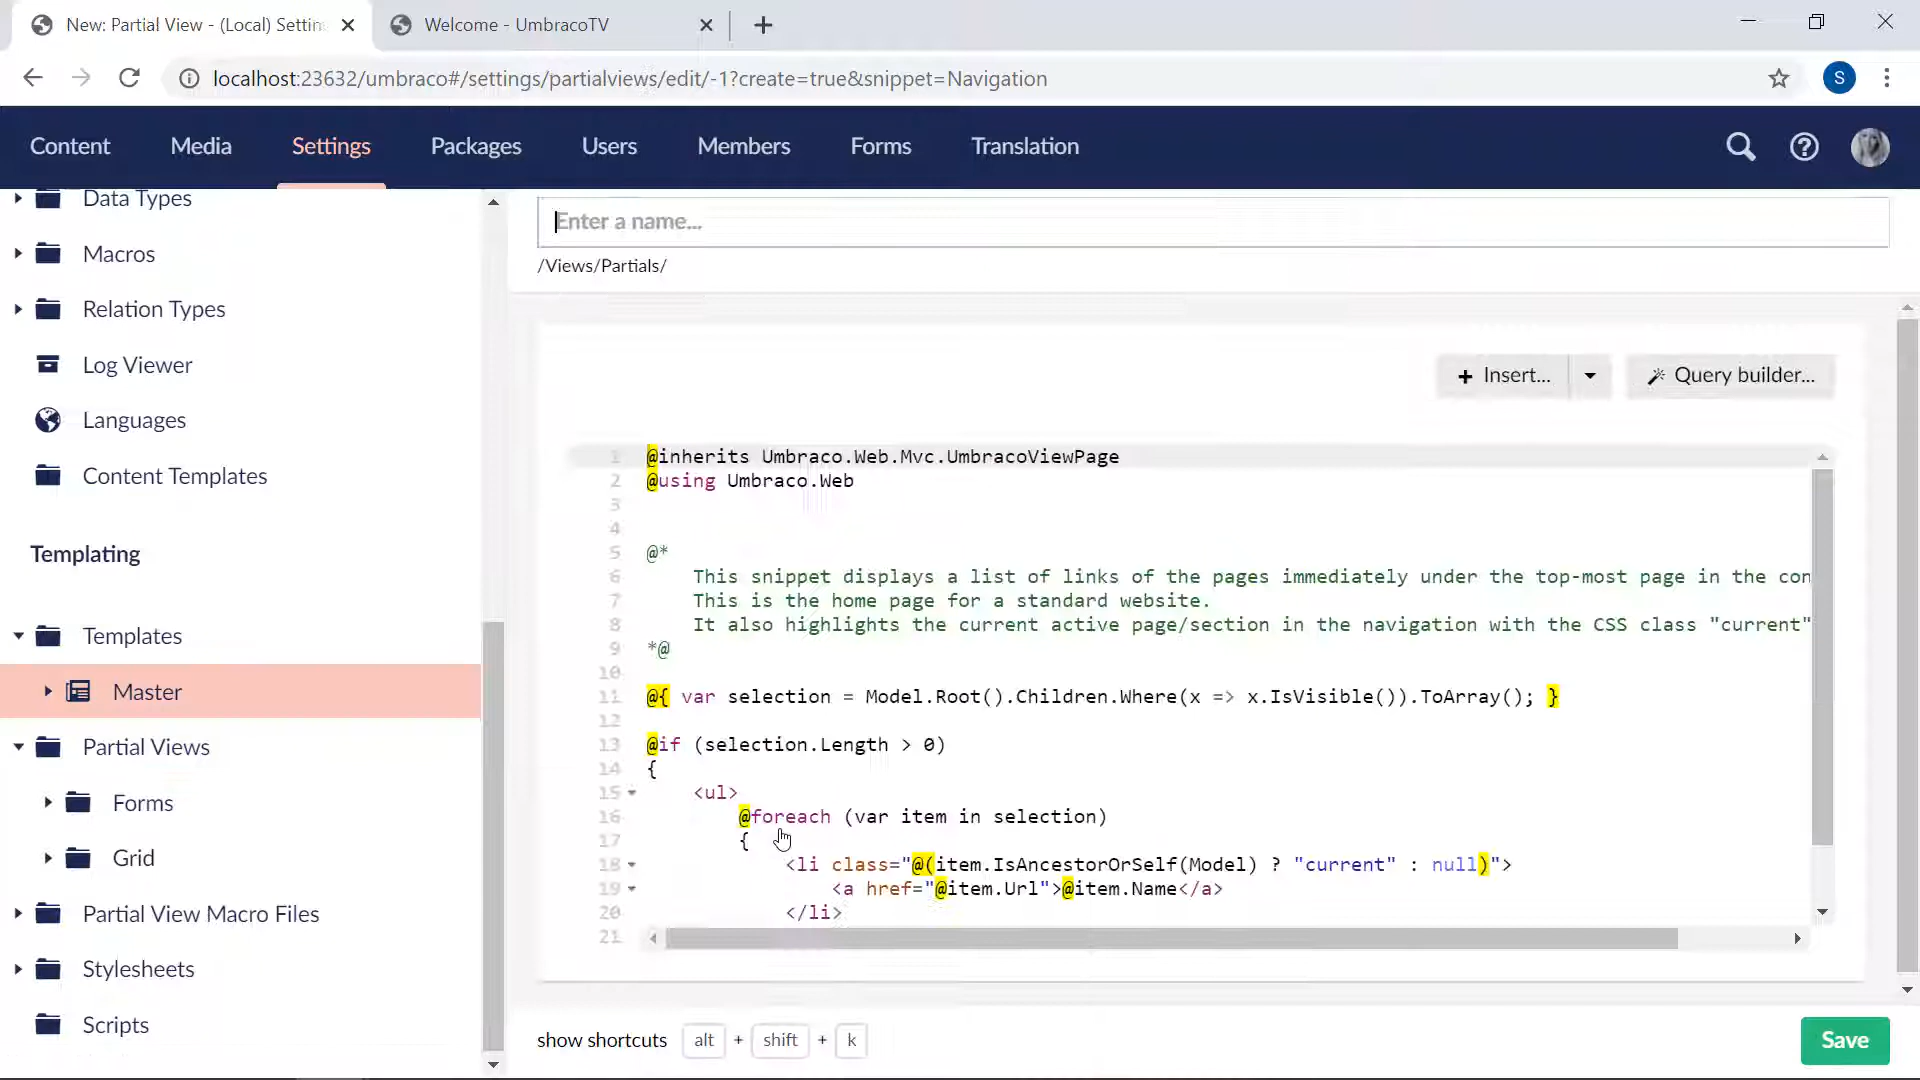 New: Partial View - (Local) Settin
Welcome - UmbracoTV
localhost:23632/umbraco#/settings/partialviews/edit/-1?create=true&snippet=Navigation
S
Content
Media
Settings
Packages
Users
Members
Forms
Translation
Data Types
Macros
Relation Types
Log Viewer
Languages
Content Templates
Templating
Templates
Master
Partial Views
Forms
Grid
Partial View Macro Files
Stylesheets
Scripts
Enter a name...
/Views/Partials/
Insert...
Query builder...
1 @inherits Umbraco.Web.Mvc.UmbracoViewPage
2 @using Umbraco.Web
3
4
5 @*
6 This snippet displays a list of links of the pages immediately under the top-most page in the con
7 This is the home page for a standard website.
8 It also highlights the current active page/section in the navigation with the CSS class "current"
9 *@
10
11 @{ var selection = Model.Root().Children.Where(x => x.IsVisible()).ToArray(); }
12
13 @if (selection.Length > 0)
14 {
15 <ul>
16 @foreach (var item in selection)
17 {
18 <li class="@(item.IsAncestorOrSelf(Model) ? "current" : null)">
19 <a href="@item.Url">@item.Name</a>
20 </li>
21
show shortcuts alt + shift + k
Save